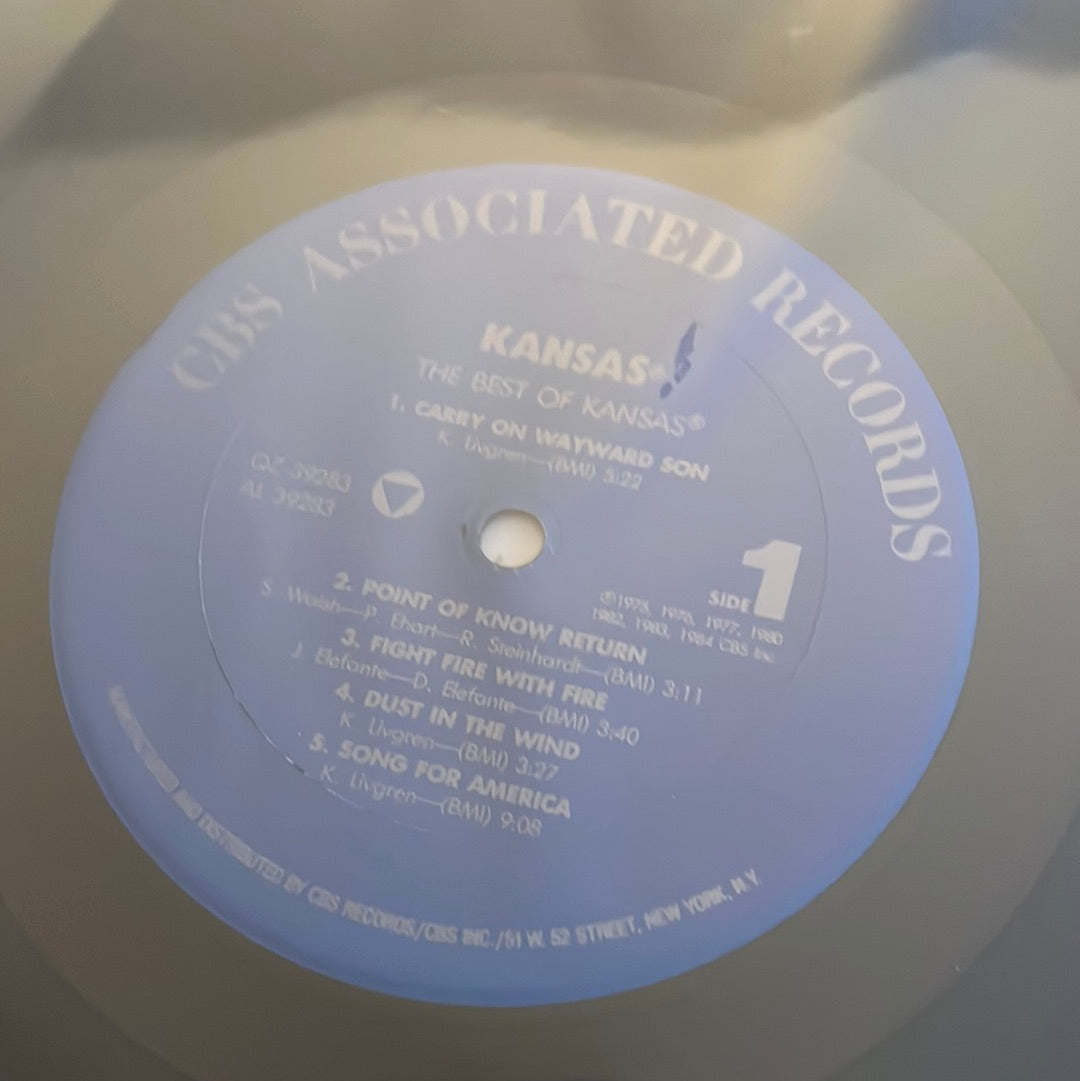 CBS ASSOCIATED RECORDS
KANSAS®
THE BEST OF KANSAS®
1. CARRY ON WAYWARD SON
K. Livgren—(BMI) 5:22
QZ 39283
AL 39283
SIDE 1
℗1975, 1976, 1977, 1980
1982, 1983, 1984 CBS Inc.
2. POINT OF KNOW RETURN
S. Walsh—P. Ehart—R. Steinhardt—(BMI) 3:11
3. FIGHT FIRE WITH FIRE
J. Elefante—D. Elefante—(BMI) 3:40
4. DUST IN THE WIND
K. Livgren—(BMI) 3:27
5. SONG FOR AMERICA
K. Livgren—(BMI) 9:08
MANUFACTURED AND DISTRIBUTED BY CBS RECORDS/CBS INC./51 W. 52 STREET, NEW YORK, N.Y.